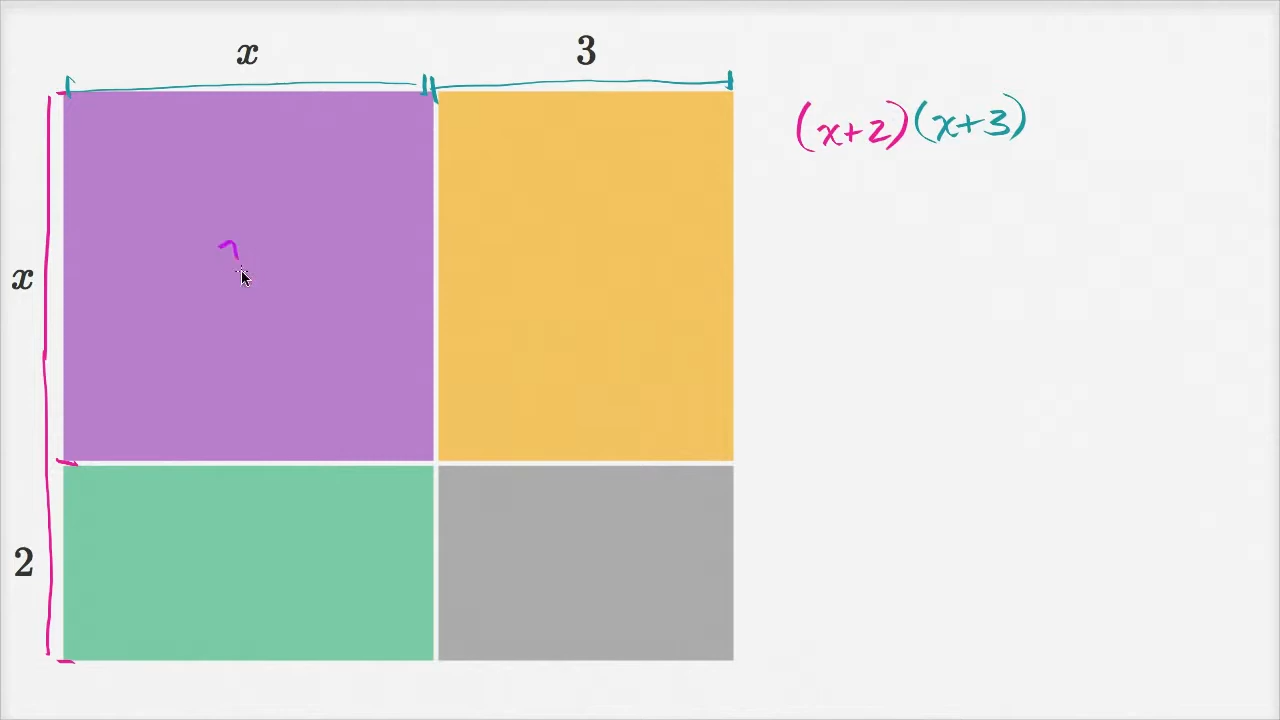 x 3
(x+2)(x+3)
x
2